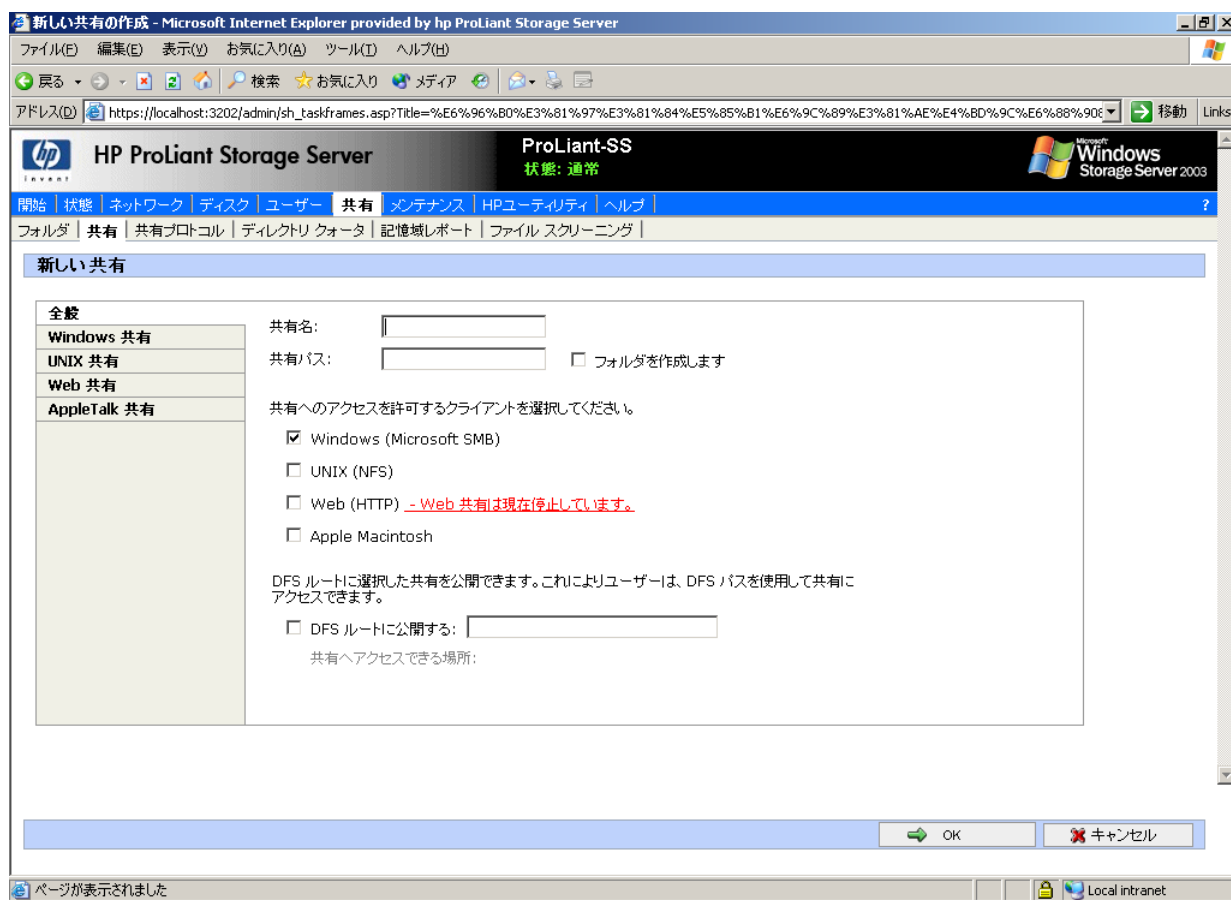 新しい共有の作成 - Microsoft Internet Explorer provided by hp ProLiant Storage Server
ファイル(F) 編集(E) 表示(V) お気に入り(A) ツール(T) ヘルプ(H)
戻る 検索 お気に入り メディア
アドレス(D) https://localhost:3202/admin/sh_taskframes.asp?Title=%E6%96%B0%E3%81%97%E3%81%84%E5%85%B1%E6%9C%89%E3%81%AE%E4%BD%9C%E6%88%90& 移動 Links
hp invent HP ProLiant Storage Server
ProLiant-SS
状態: 通常
Microsoft Windows Storage Server 2003
開始 状態 ネットワーク ディスク ユーザー 共有 メンテナンス HPユーティリティ ヘルプ ?
フォルダ 共有 共有プロトコル ディレクトリ クォータ 記憶域レポート ファイル スクリーニング
新しい共有
全般
Windows 共有
UNIX 共有
Web 共有
AppleTalk 共有
共有名:
共有パス: フォルダを作成します
共有へのアクセスを許可するクライアントを選択してください。
Windows (Microsoft SMB)
UNIX (NFS)
Web (HTTP) - Web 共有は現在停止しています。
Apple Macintosh
DFS ルートに選択した共有を公開できます。これによりユーザーは、DFS パスを使用して共有に
アクセスできます。
DFS ルートに公開する:
共有へアクセスできる場所:
OK キャンセル
ページが表示されました Local intranet